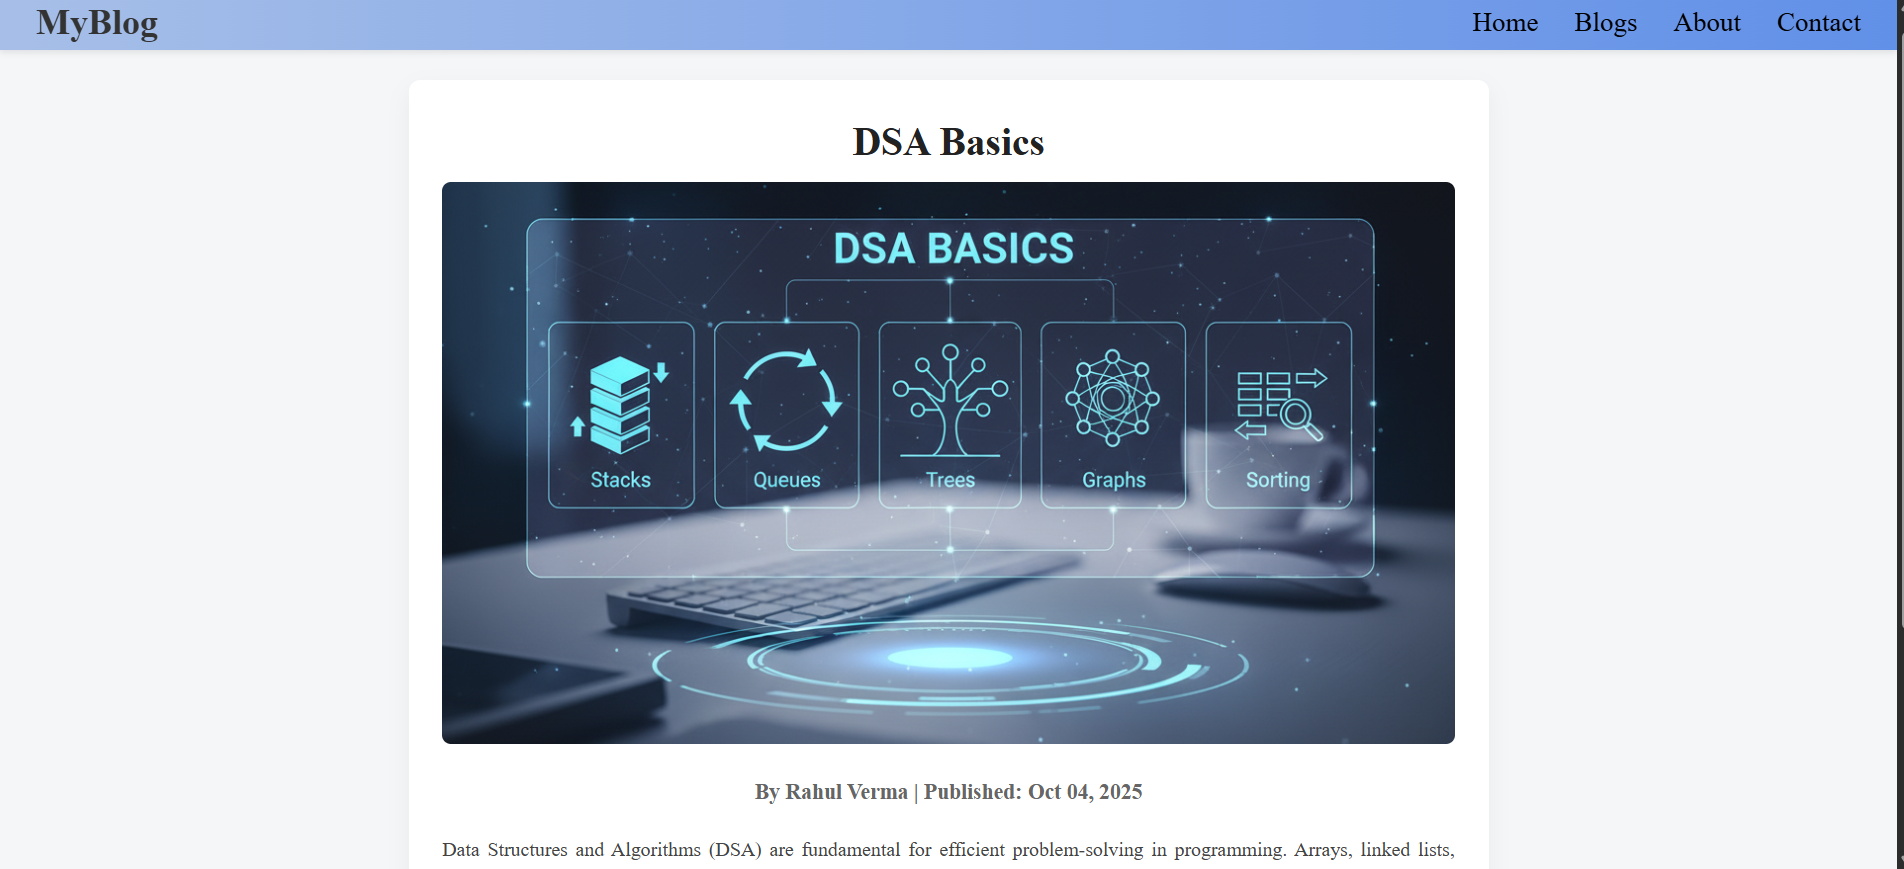 MyBlog
Home Blogs About Contact
DSA Basics
DSA BASICS
Stacks Queues Trees Graphs Sorting
By Rahul Verma | Published: Oct 04, 2025
Data Structures and Algorithms (DSA) are fundamental for efficient problem-solving in programming. Arrays, linked lists,